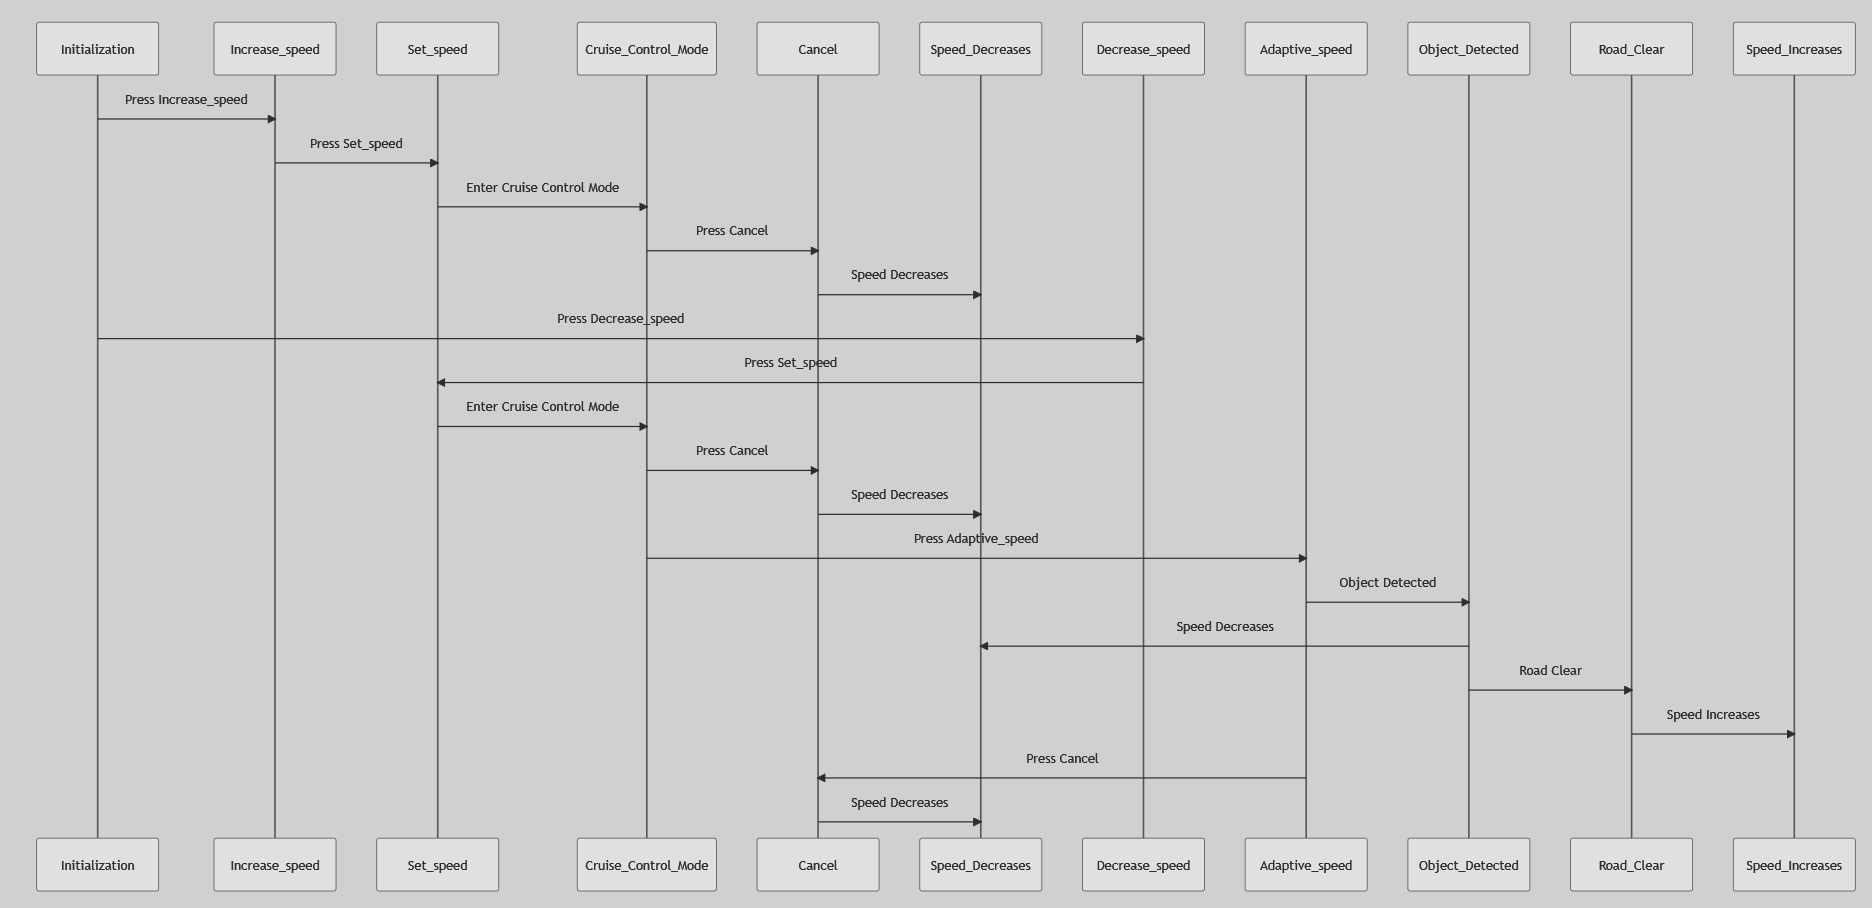 Initialization
Increase_speed
Set_speed
Cruise_Control_Mode
Cancel
Speed_Decreases
Decrease_speed
Adaptive_speed
Object_Detected
Road_Clear
Speed_Increases
Press Increase_speed
Press Set_speed
Enter Cruise Control Mode
Press Cancel
Speed Decreases
Press Decrease_speed
Press Set_speed
Enter Cruise Control Mode
Press Cancel
Speed Decreases
Press Adaptive_speed
Object Detected
Speed Decreases
Road Clear
Speed Increases
Press Cancel
Speed Decreases
Initialization
Increase_speed
Set_speed
Cruise_Control_Mode
Cancel
Speed_Decreases
Decrease_speed
Adaptive_speed
Object_Detected
Road_Clear
Speed_Increases